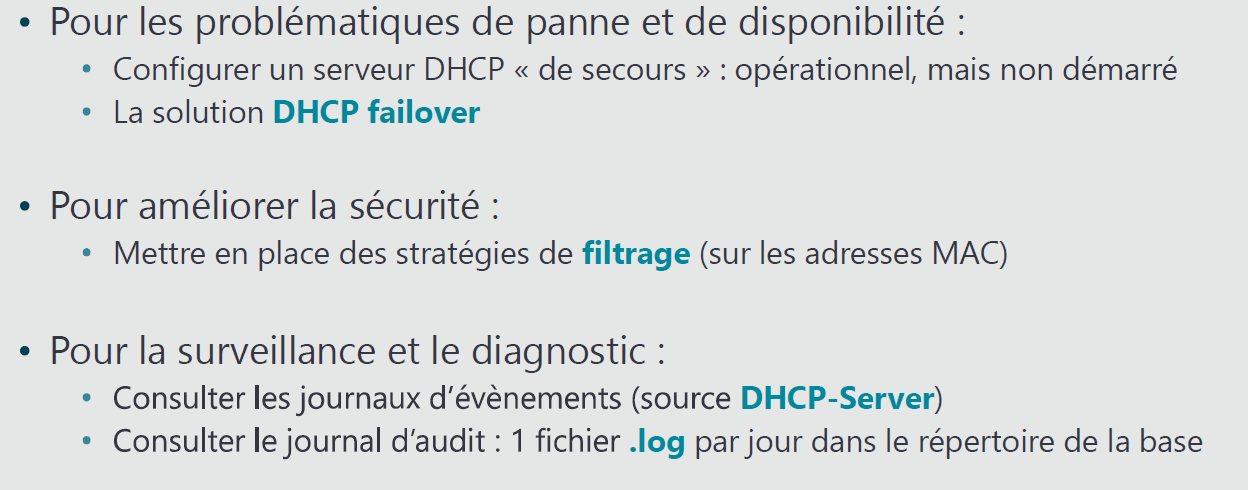 • Pour les problématiques de panne et de disponibilité :
• Configurer un serveur DHCP « de secours » : opérationnel, mais non démarré
• La solution DHCP failover
• Pour améliorer la sécurité :
• Mettre en place des stratégies de filtrage (sur les adresses MAC)
• Pour la surveillance et le diagnostic :
• Consulter les journaux d’évènements (source DHCP-Server)
• Consulter le journal d’audit : 1 fichier .log par jour dans le répertoire de la base